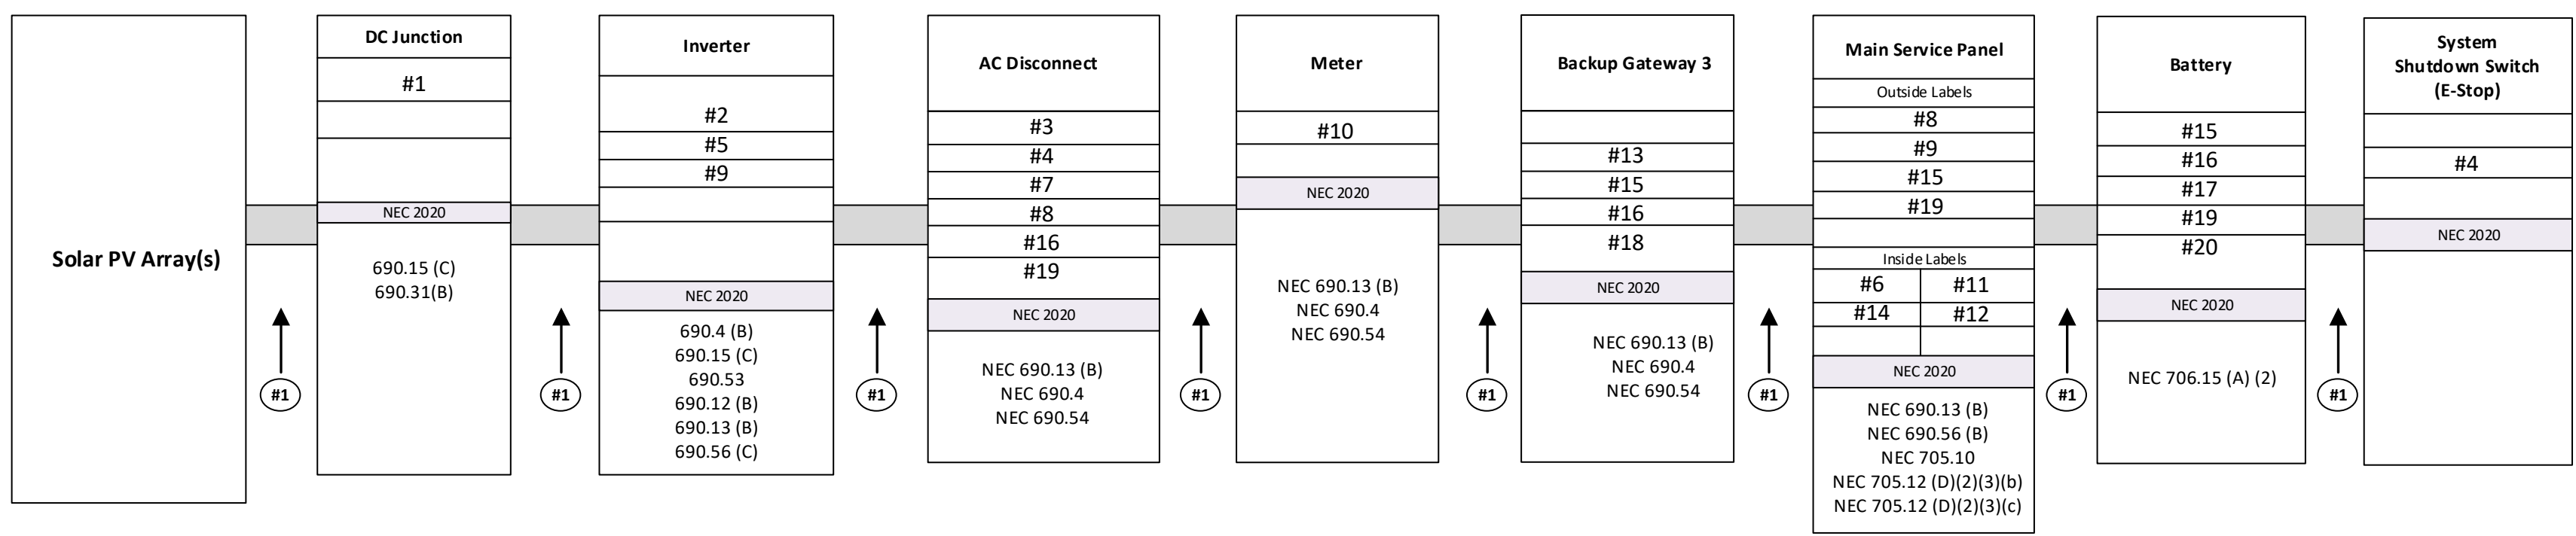 Solar PV Array(s)
#1
DC Junction
#1
NEC 2020
690.15 (C)
690.31(B)
#1
Inverter
#2
#5
#9
NEC 2020
690.4 (B)
690.15 (C)
690.53
690.12 (B)
690.13 (B)
690.56 (C)
#1
AC Disconnect
#3
#4
#7
#8
#16
#19
NEC 2020
NEC 690.13 (B)
NEC 690.4
NEC 690.54
#1
Meter
#10
NEC 2020
NEC 690.13 (B)
NEC 690.4
NEC 690.54
#1
Backup Gateway 3
#13
#15
#16
#18
NEC 2020
NEC 690.13 (B)
NEC 690.4
NEC 690.54
#1
Main Service Panel
Outside Labels
#8
#9
#15
#19
Inside Labels
#6 #11
#14 #12
NEC 2020
NEC 690.13 (B)
NEC 690.56 (B)
NEC 705.10
NEC 705.12 (D)(2)(3)(b)
NEC 705.12 (D)(2)(3)(c)
#1
Battery
#15
#16
#17
#19
#20
NEC 2020
NEC 706.15 (A) (2)
#1
System
Shutdown Switch
(E-Stop)
#4
NEC 2020